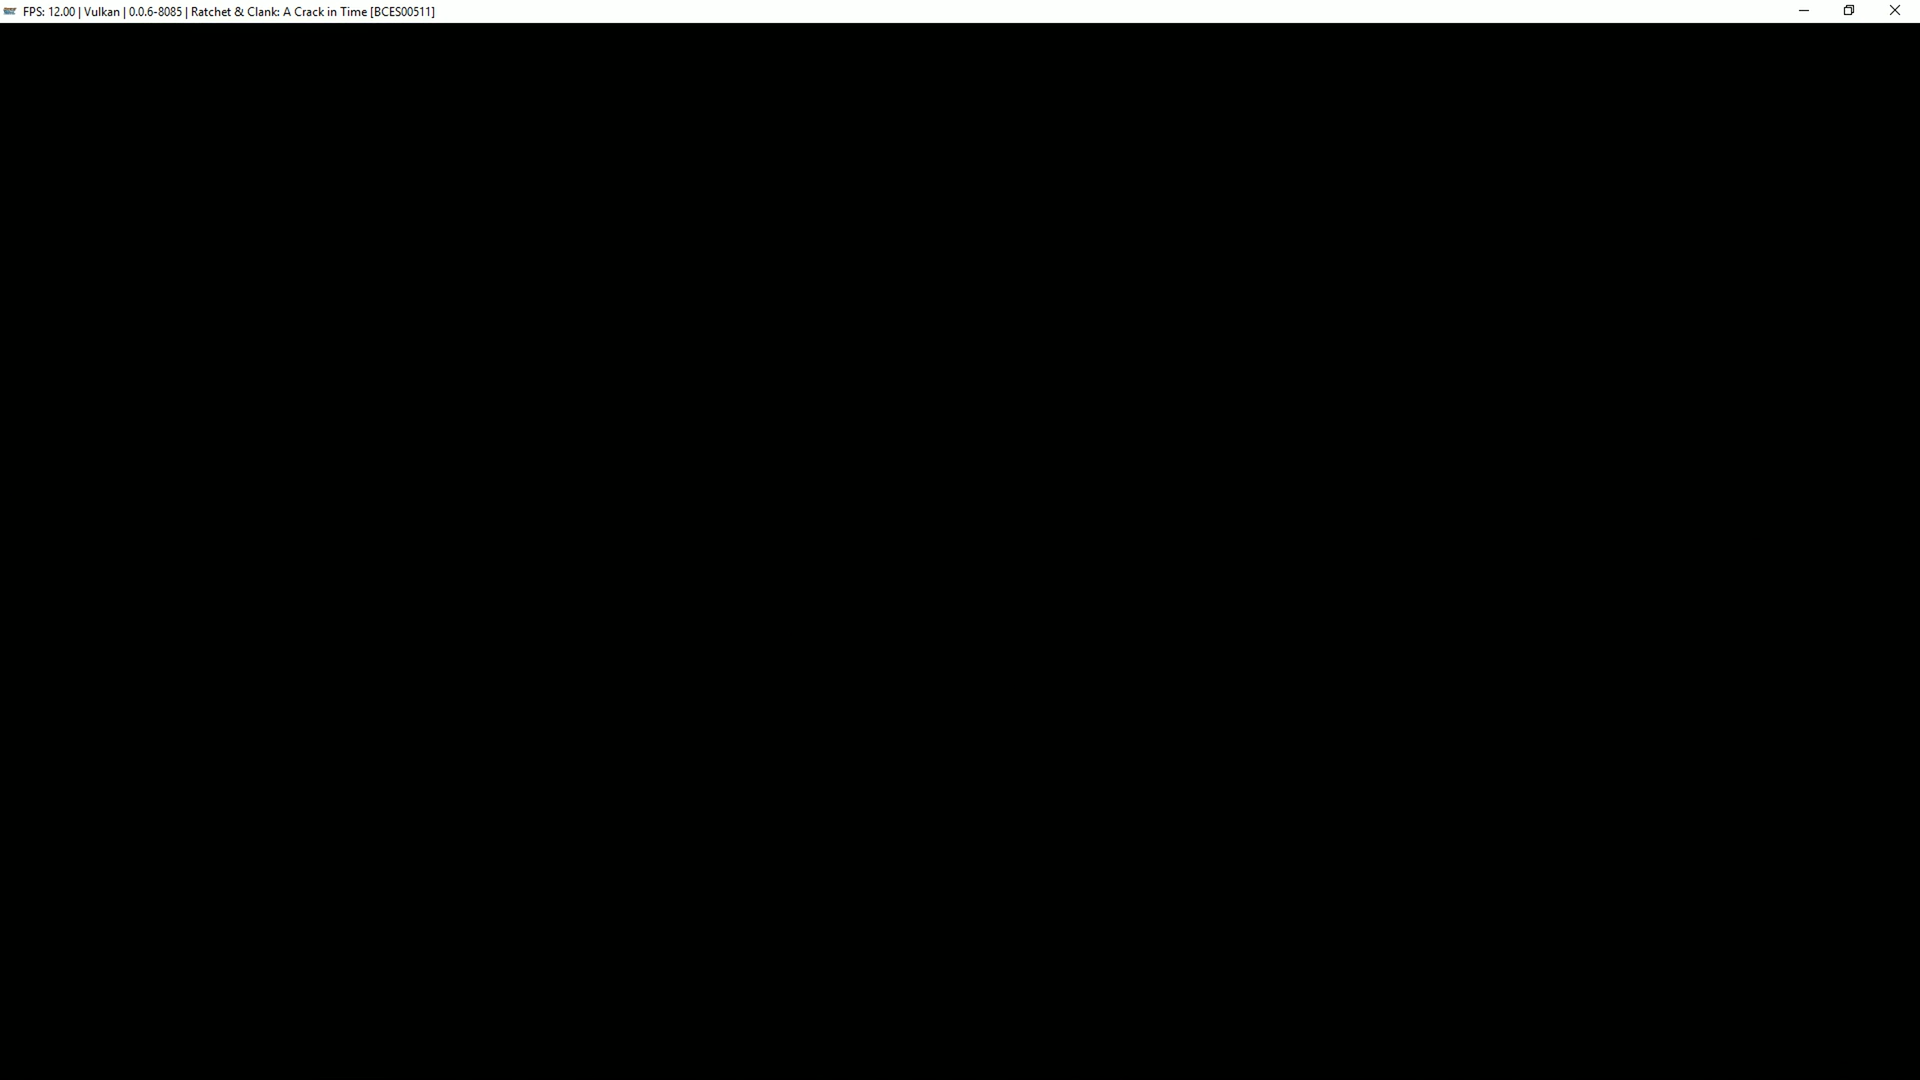 FPS: 12.00 | Vulkan | 0.0.6-8085 | Ratchet & Clank: A Crack in Time [BCES00511]